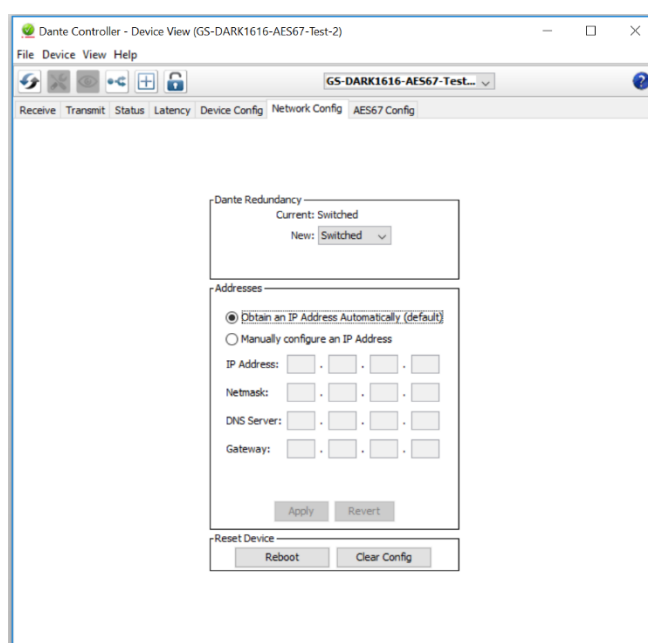 Dante Controller - Device View (GS-DARK1616-AES67-Test-2)
File Device View Help
GS-DARK1616-AES67-Test...
?
Receive Transmit Status Latency Device Config Network Config AES67 Config
Dante Redundancy
Current: Switched
New: Switched
Addresses
Obtain an IP Address Automatically (default)
Manually configure an IP Address
IP Address: . . .
Netmask: . . .
DNS Server: . . .
Gateway: . . .
Apply Revert
Reset Device
Reboot Clear Config